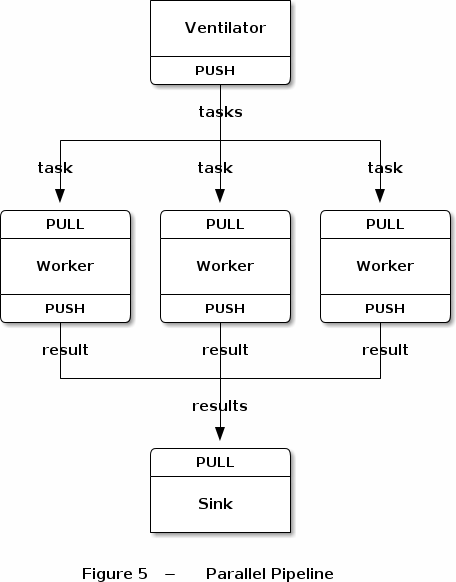 Ventilator
PUSH
tasks
task task task
PULL PULL PULL
Worker Worker Worker
PUSH PUSH PUSH
result result result
results
PULL
Sink
Figure 5 – Parallel Pipeline